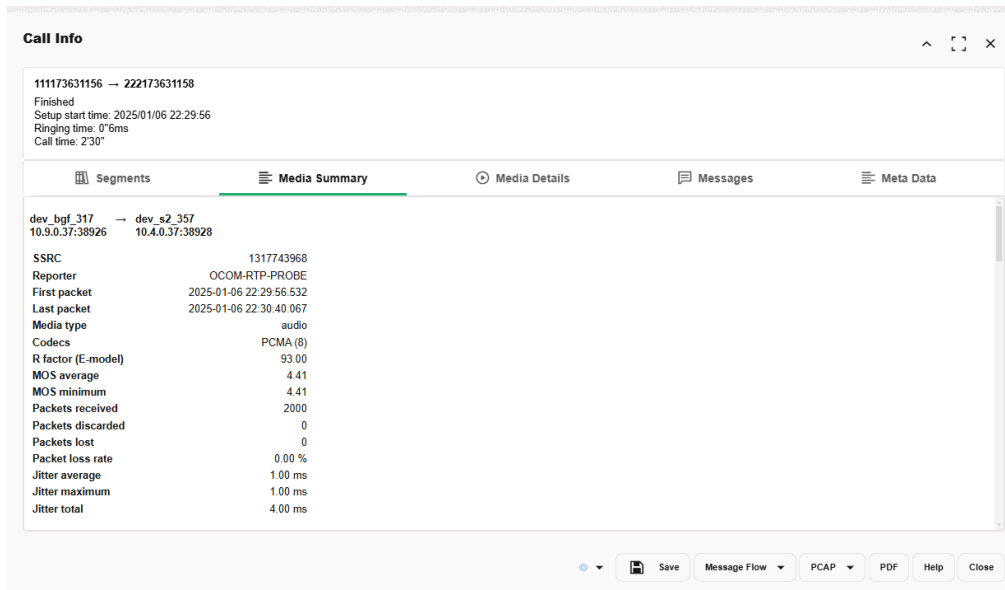 Call Info
111173631156 → 222173631158
Finished
Setup start time: 2025/01/06 22:29:56
Ringing time: 0"6ms
Call time: 2'30"
Segments Media Summary Media Details Messages Meta Data
dev_bgf_317 → dev_s2_357
10.9.0.37:38926 10.4.0.37:38928
SSRC 1317743968
Reporter OCOM-RTP-PROBE
First packet 2025-01-06 22:29:56.532
Last packet 2025-01-06 22:30:40.067
Media type audio
Codecs PCMA (8)
R factor (E-model) 93.00
MOS average 4.41
MOS minimum 4.41
Packets received 2000
Packets discarded 0
Packets lost 0
Packet loss rate 0.00 %
Jitter average 1.00 ms
Jitter maximum 1.00 ms
Jitter total 4.00 ms
Save Message Flow PCAP PDF Help Close